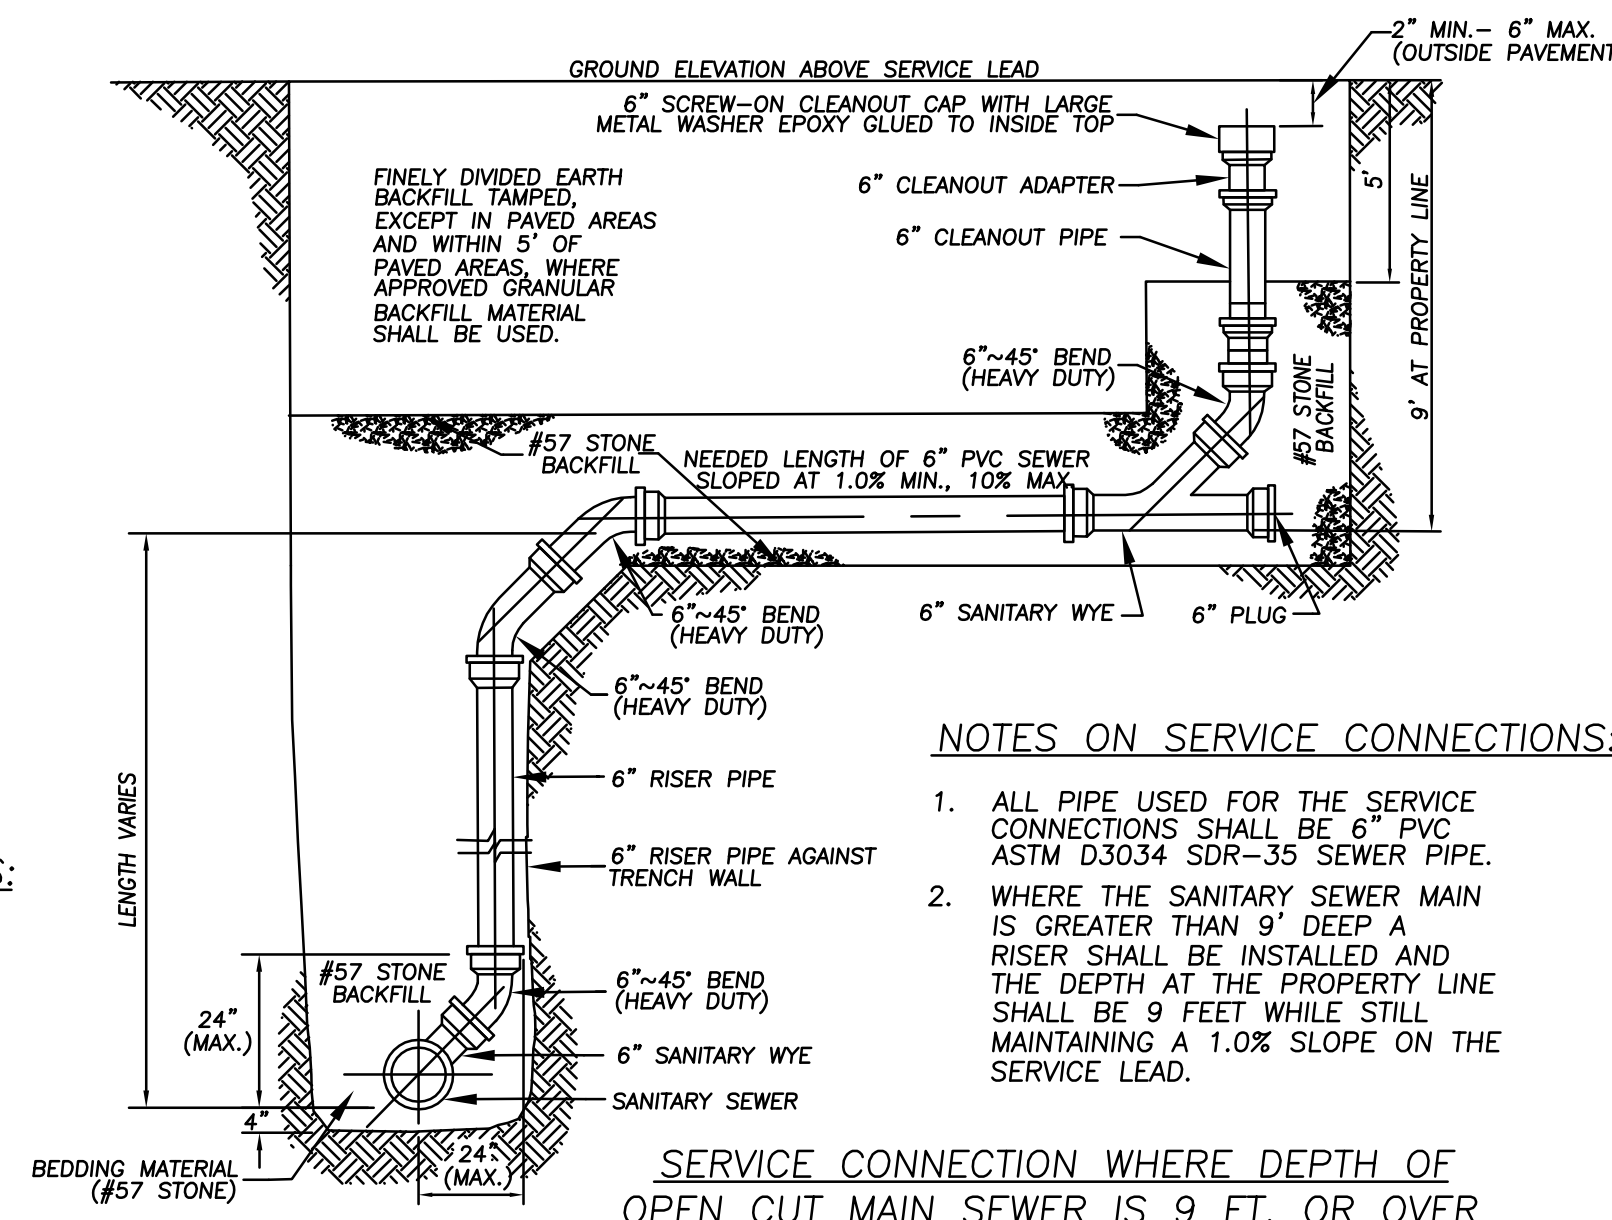 2" MIN.– 6" MAX.
(OUTSIDE PAVEMENT
GROUND ELEVATION ABOVE SERVICE LEAD
6" SCREW–ON CLEANOUT CAP WITH LARGE
METAL WASHER EPOXY GLUED TO INSIDE TOP
FINELY DIVIDED EARTH
BACKFILL TAMPED,
EXCEPT IN PAVED AREAS
AND WITHIN 5' OF
PAVED AREAS, WHERE
APPROVED GRANULAR
BACKFILL MATERIAL
SHALL BE USED.
6" CLEANOUT ADAPTER
6" CLEANOUT PIPE
5'
9' AT PROPERTY LINE
6"~45° BEND
(HEAVY DUTY)
#57 STONE
BACKFILL
#57 STONE
BACKFILL
NEEDED LENGTH OF 6" PVC SEWER
SLOPED AT 1.0% MIN., 10% MAX.
6"~45° BEND
(HEAVY DUTY)
6" SANITARY WYE
6" PLUG
6"~45° BEND
(HEAVY DUTY)
6" RISER PIPE
LENGTH VARIES
6" RISER PIPE AGAINST
TRENCH WALL
S:
#57 STONE
BACKFILL
6"~45° BEND
(HEAVY DUTY)
24"
(MAX.)
6" SANITARY WYE
SANITARY SEWER
4"
24"
(MAX.)
BEDDING MATERIAL
(#57 STONE)
NOTES ON SERVICE CONNECTIONS:
1. ALL PIPE USED FOR THE SERVICE
CONNECTIONS SHALL BE 6" PVC
ASTM D3034 SDR–35 SEWER PIPE.
2. WHERE THE SANITARY SEWER MAIN
IS GREATER THAN 9' DEEP A
RISER SHALL BE INSTALLED AND
THE DEPTH AT THE PROPERTY LINE
SHALL BE 9 FEET WHILE STILL
MAINTAINING A 1.0% SLOPE ON THE
SERVICE LEAD.
SERVICE CONNECTION WHERE DEPTH OF
OPEN CUT MAIN SEWER IS 9 FT. OR OVER